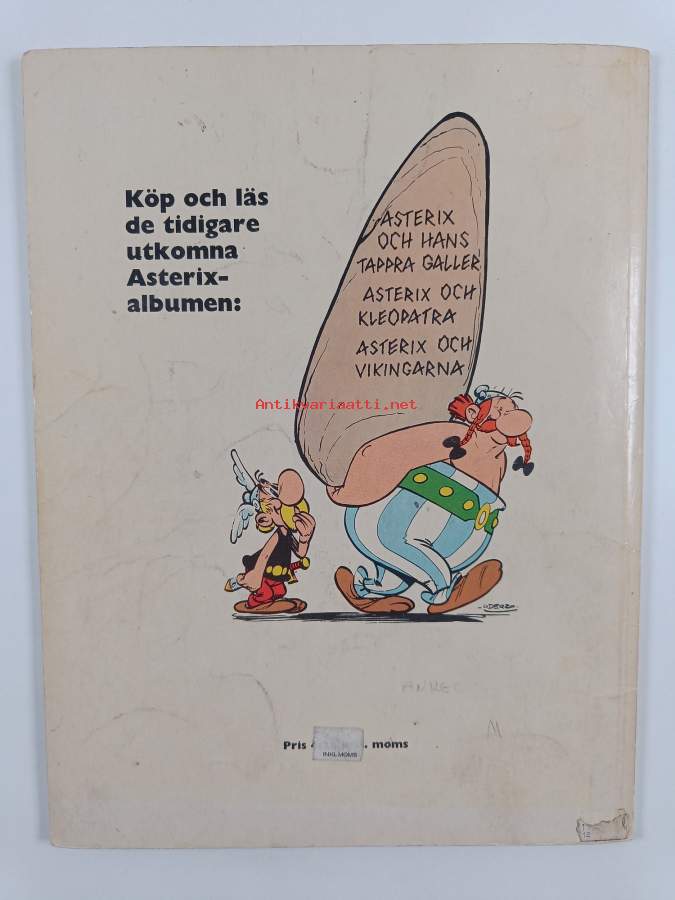 Köp och läs
de tidigare
utkomna
Asterix-
albumen:
ASTERIX
OCH HANS
TAPPRA GALLER
ASTERIX OCH
KLEOPATRA
ASTERIX OCH
VIKINGARNA
Antikvariaatti.net
UDERZO
Pris moms
INKL.MOMS
12